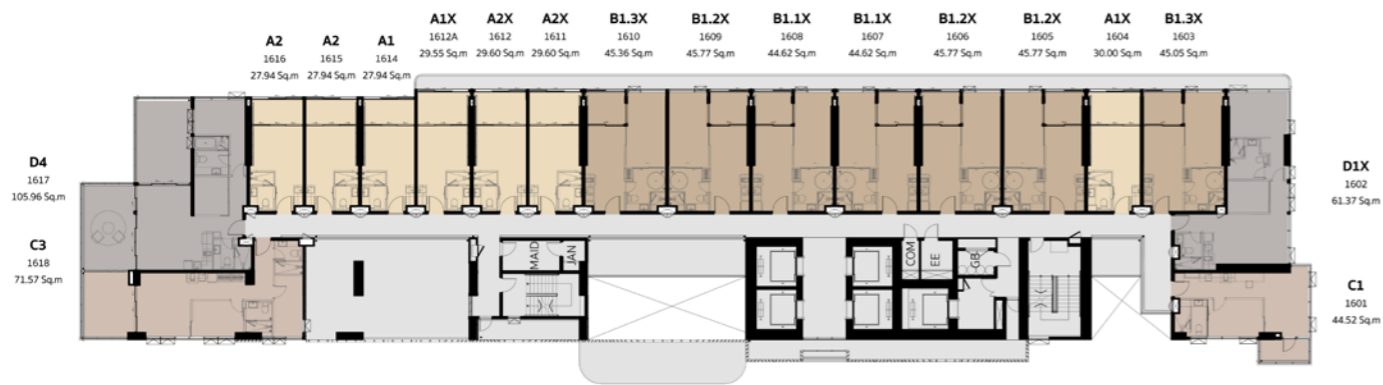 A2
1616
27.94 Sq.m
A2
1615
27.94 Sq.m
A1
1614
27.94 Sq.m
A1X
1612A
29.55 Sq.m
A2X
1612
29.60 Sq.m
A2X
1611
29.60 Sq.m
B1.3X
1610
45.36 Sq.m
B1.2X
1609
45.77 Sq.m
B1.1X
1608
44.62 Sq.m
B1.1X
1607
44.62 Sq.m
B1.2X
1606
45.77 Sq.m
B1.2X
1605
45.77 Sq.m
A1X
1604
30.00 Sq.m
B1.3X
1603
45.05 Sq.m
D4
1617
105.96 Sq.m
C3
1618
71.57 Sq.m
D1X
1602
61.37 Sq.m
C1
1601
44.52 Sq.m
MAID
JAN
COM
EE
GB